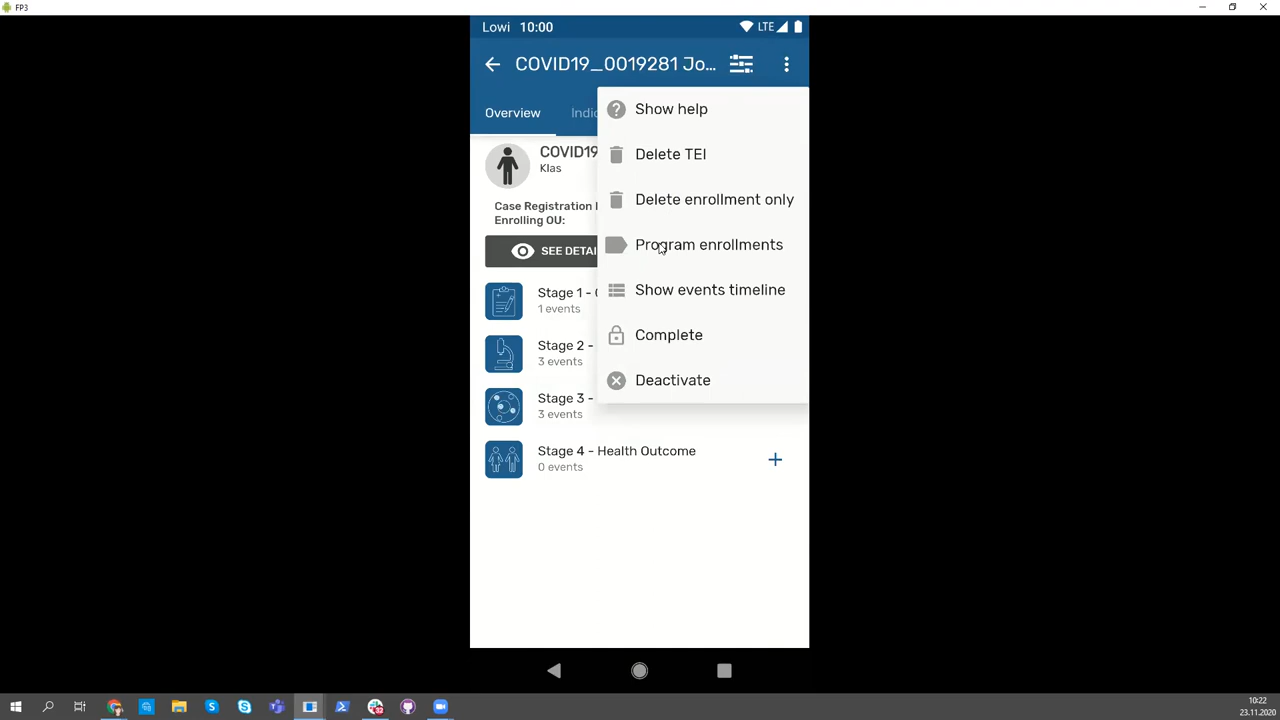 FP3
Lowi 10:00
LTE
COVID19_0019281 Jo...
Overview
Indic
Show help
Delete TEI
Delete enrollment only
Program enrollments
Show events timeline
Complete
Deactivate
COVID19
Klas
Case Registration
Enrolling OU:
SEE DETAI
Stage 1 -
1 events
Stage 2 -
3 events
Stage 3 -
3 events
Stage 4 - Health Outcome
0 events
+
10:22
23.11.2020